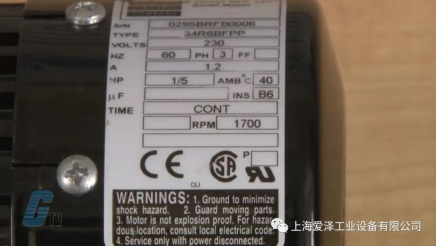 S/N 0295BRFB0006
TYPE 34R6BFPP
VOLTS 230
HZ 60 PH 3 FF
A 1.2
HP 1/5 AMB°C 40
µF INS B6
TIME CONT
RPM 1700
CE SA P
CLI
WARNINGS: 1. Ground to minimize
shock hazard. 2. Guard moving parts.
3. Motor is not explosion proof. For hazar-
dous location, consult local electrical code.
4. Service only with power disconnected.
G TV
上海爱泽工业设备有限公司